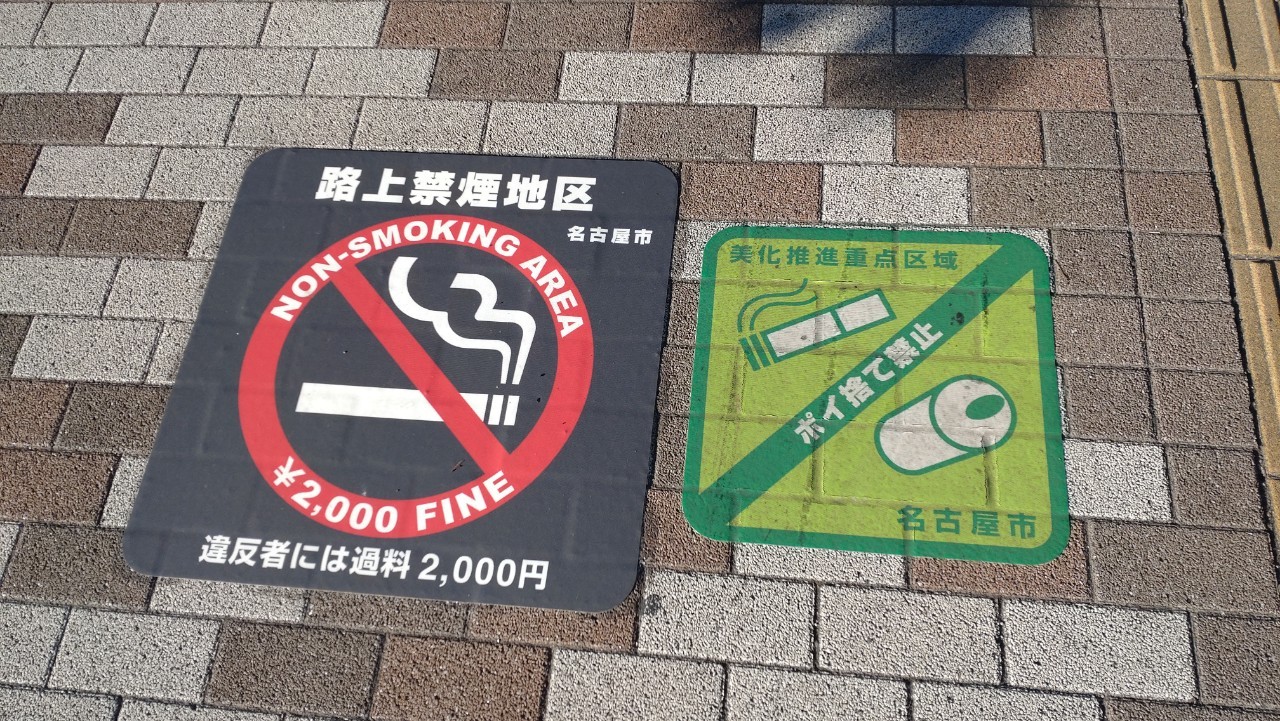 路上禁煙地区
名古屋市
NON-SMOKING AREA
¥2,000 FINE
違反者には過料 2,000円
美化推進重点区域
ポイ捨て禁止
名古屋市